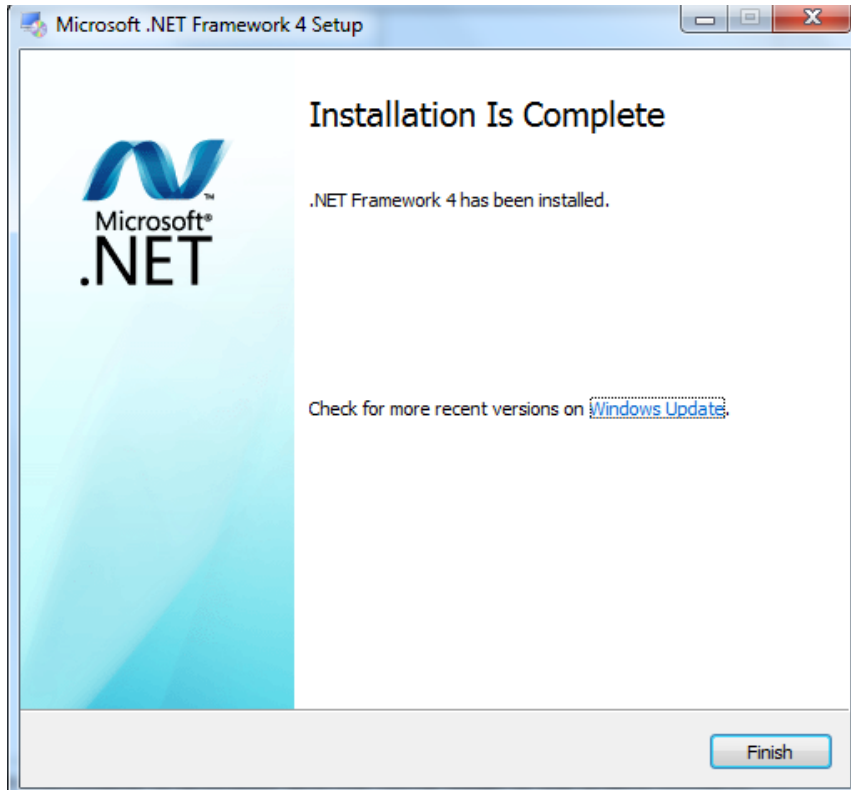 Microsoft .NET Framework 4 Setup
Installation Is Complete
.NET Framework 4 has been installed.
Microsoft®
.NET
Check for more recent versions on Windows Update.
Finish